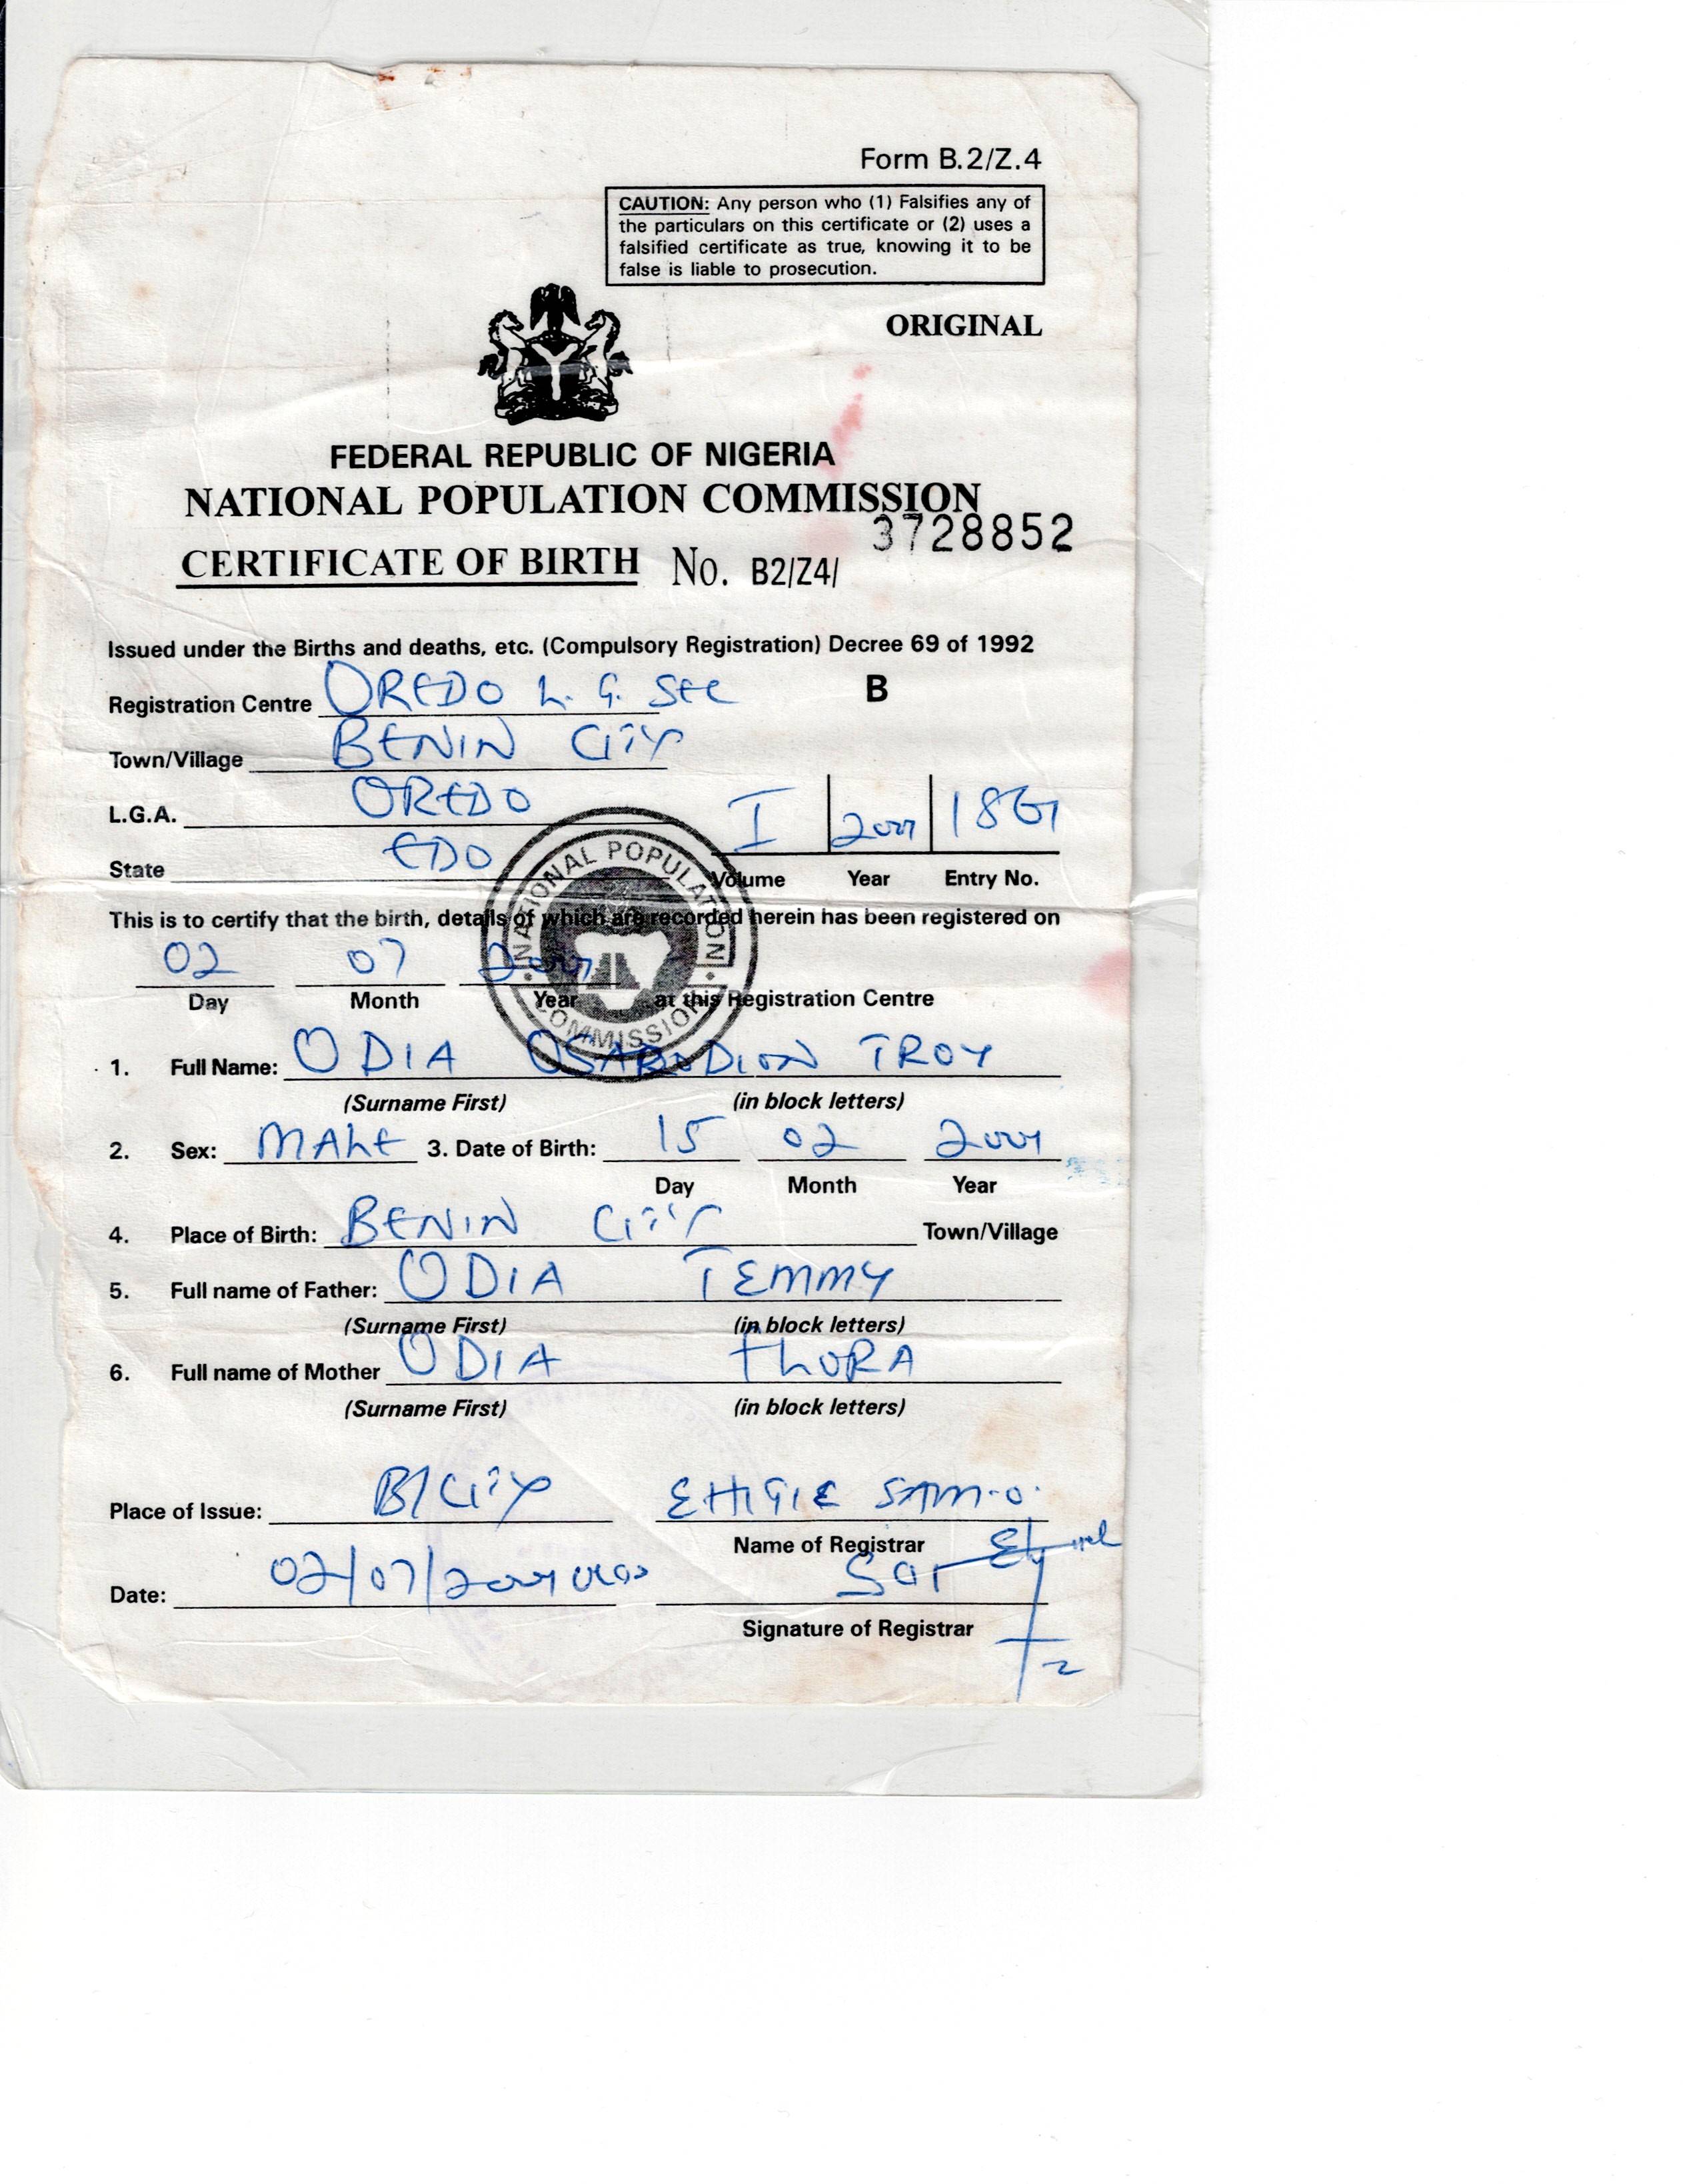 Form B.2/Z.4
CAUTION: Any person who (1) Falsifies any of
the particulars on this certificate or (2) uses a
falsified certificate as true, knowing it to be
false is liable to prosecution.
ORIGINAL
FEDERAL REPUBLIC OF NIGERIA
NATIONAL POPULATION COMMISSION
3728852
CERTIFICATE OF BIRTH No. B2/Z4/
Issued under the Births and deaths, etc. (Compulsory Registration) Decree 69 of 1992
Registration Centre OREDO L. G. SEC B
Town/Village BENIN CITY
L.G.A. OREDO
I
State EDO
Volume Year Entry No.
NATIONAL POPULATION COMMISSION
This is to certify that the birth, details of which are recorded herein has been registered on
02 07
Day Month Year at this Registration Centre
1. Full Name: ODIA OSARODION TROY
(Surname First) (in block letters)
2. Sex: MALE 3. Date of Birth: 15 02
Day Month Year
4. Place of Birth: BENIN CITY Town/Village
5. Full name of Father: ODIA TEMMY
(Surname First) (in block letters)
6. Full name of Mother ODIA FLORA
(Surname First) (in block letters)
Place of Issue: B/CITY EHIGIE SAM.O.
Name of Registrar
Date: 02/07/
Signature of Registrar